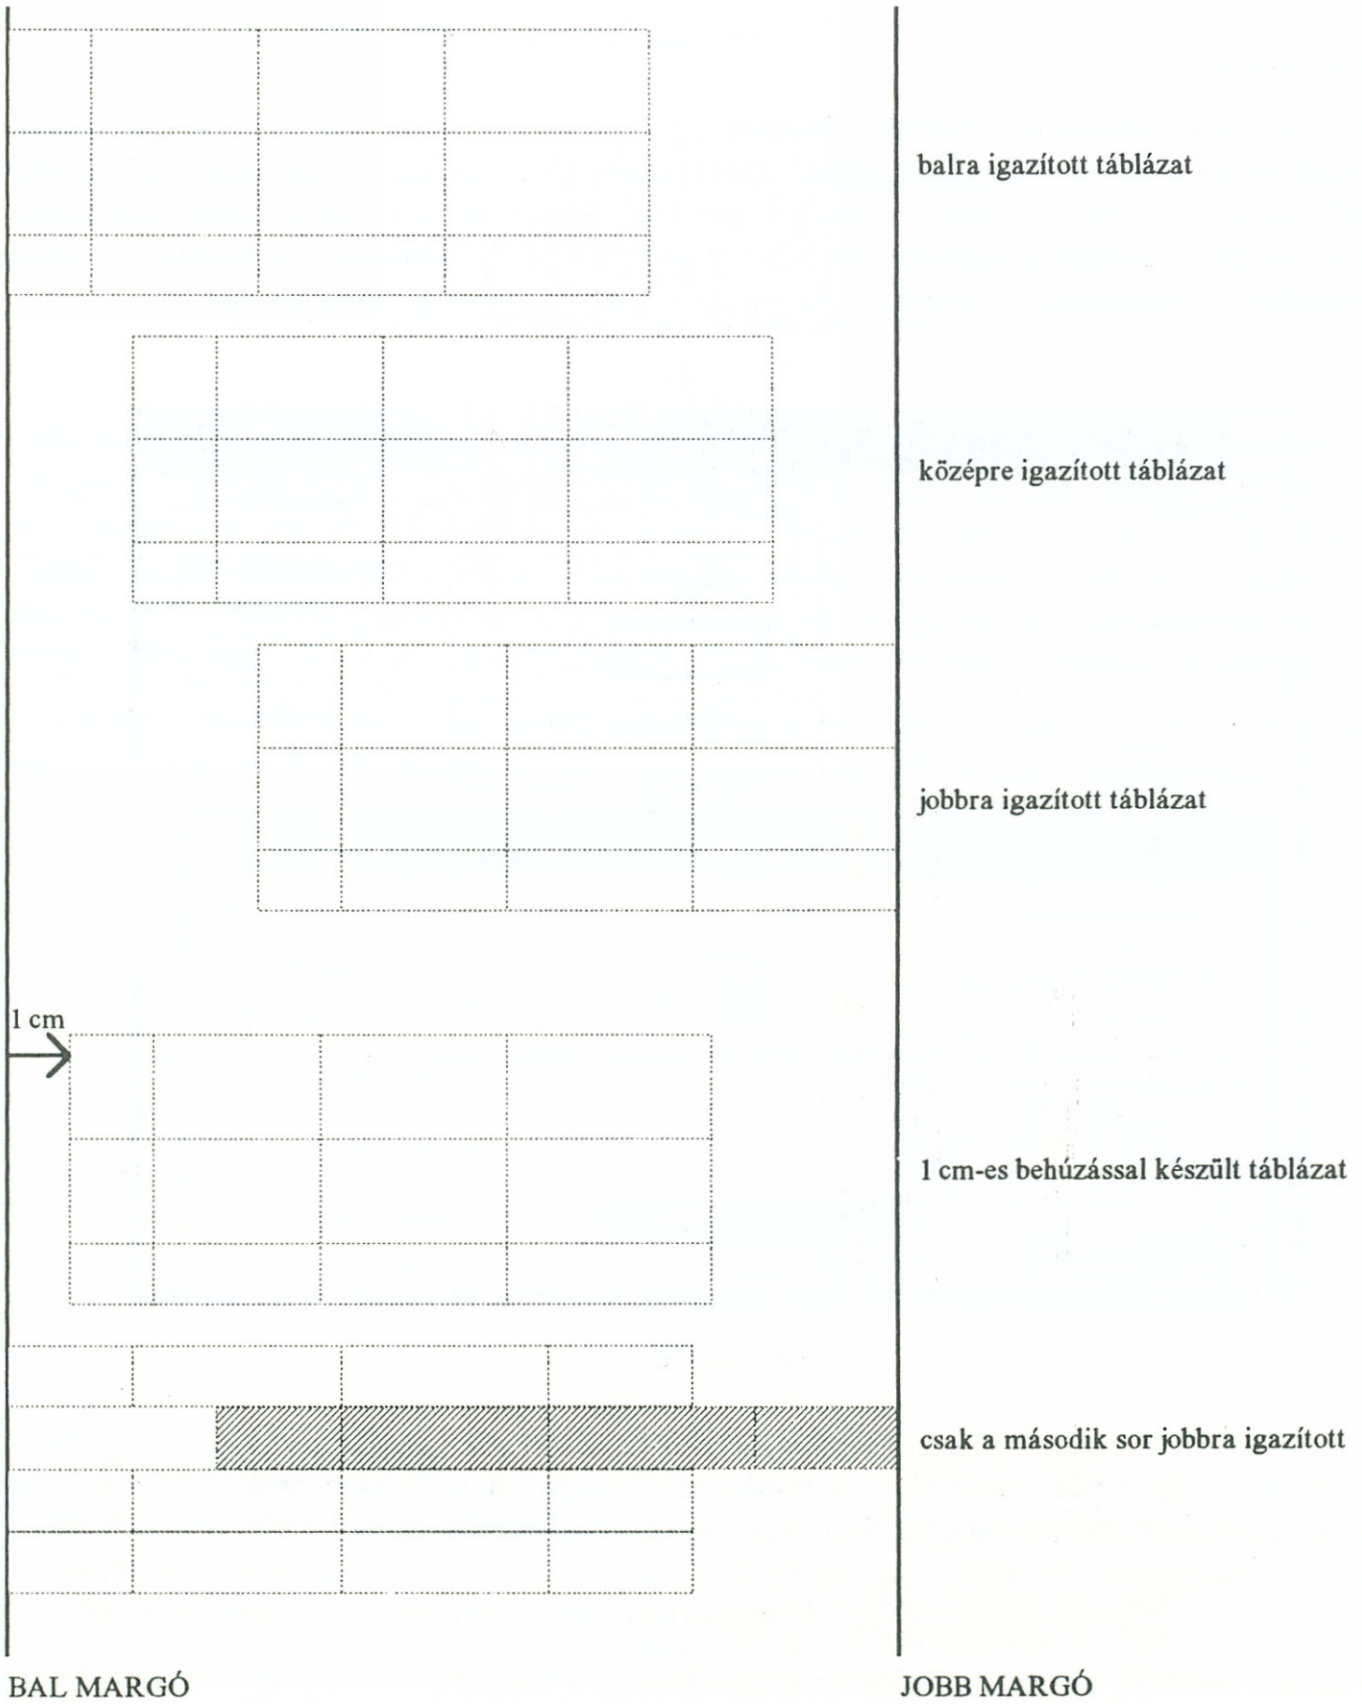 balra igazított táblázat
középre igazított táblázat
jobbra igazított táblázat
1 cm
1 cm-es behúzással készült táblázat
csak a második sor jobbra igazított
BAL MARGÓ
JOBB MARGÓ